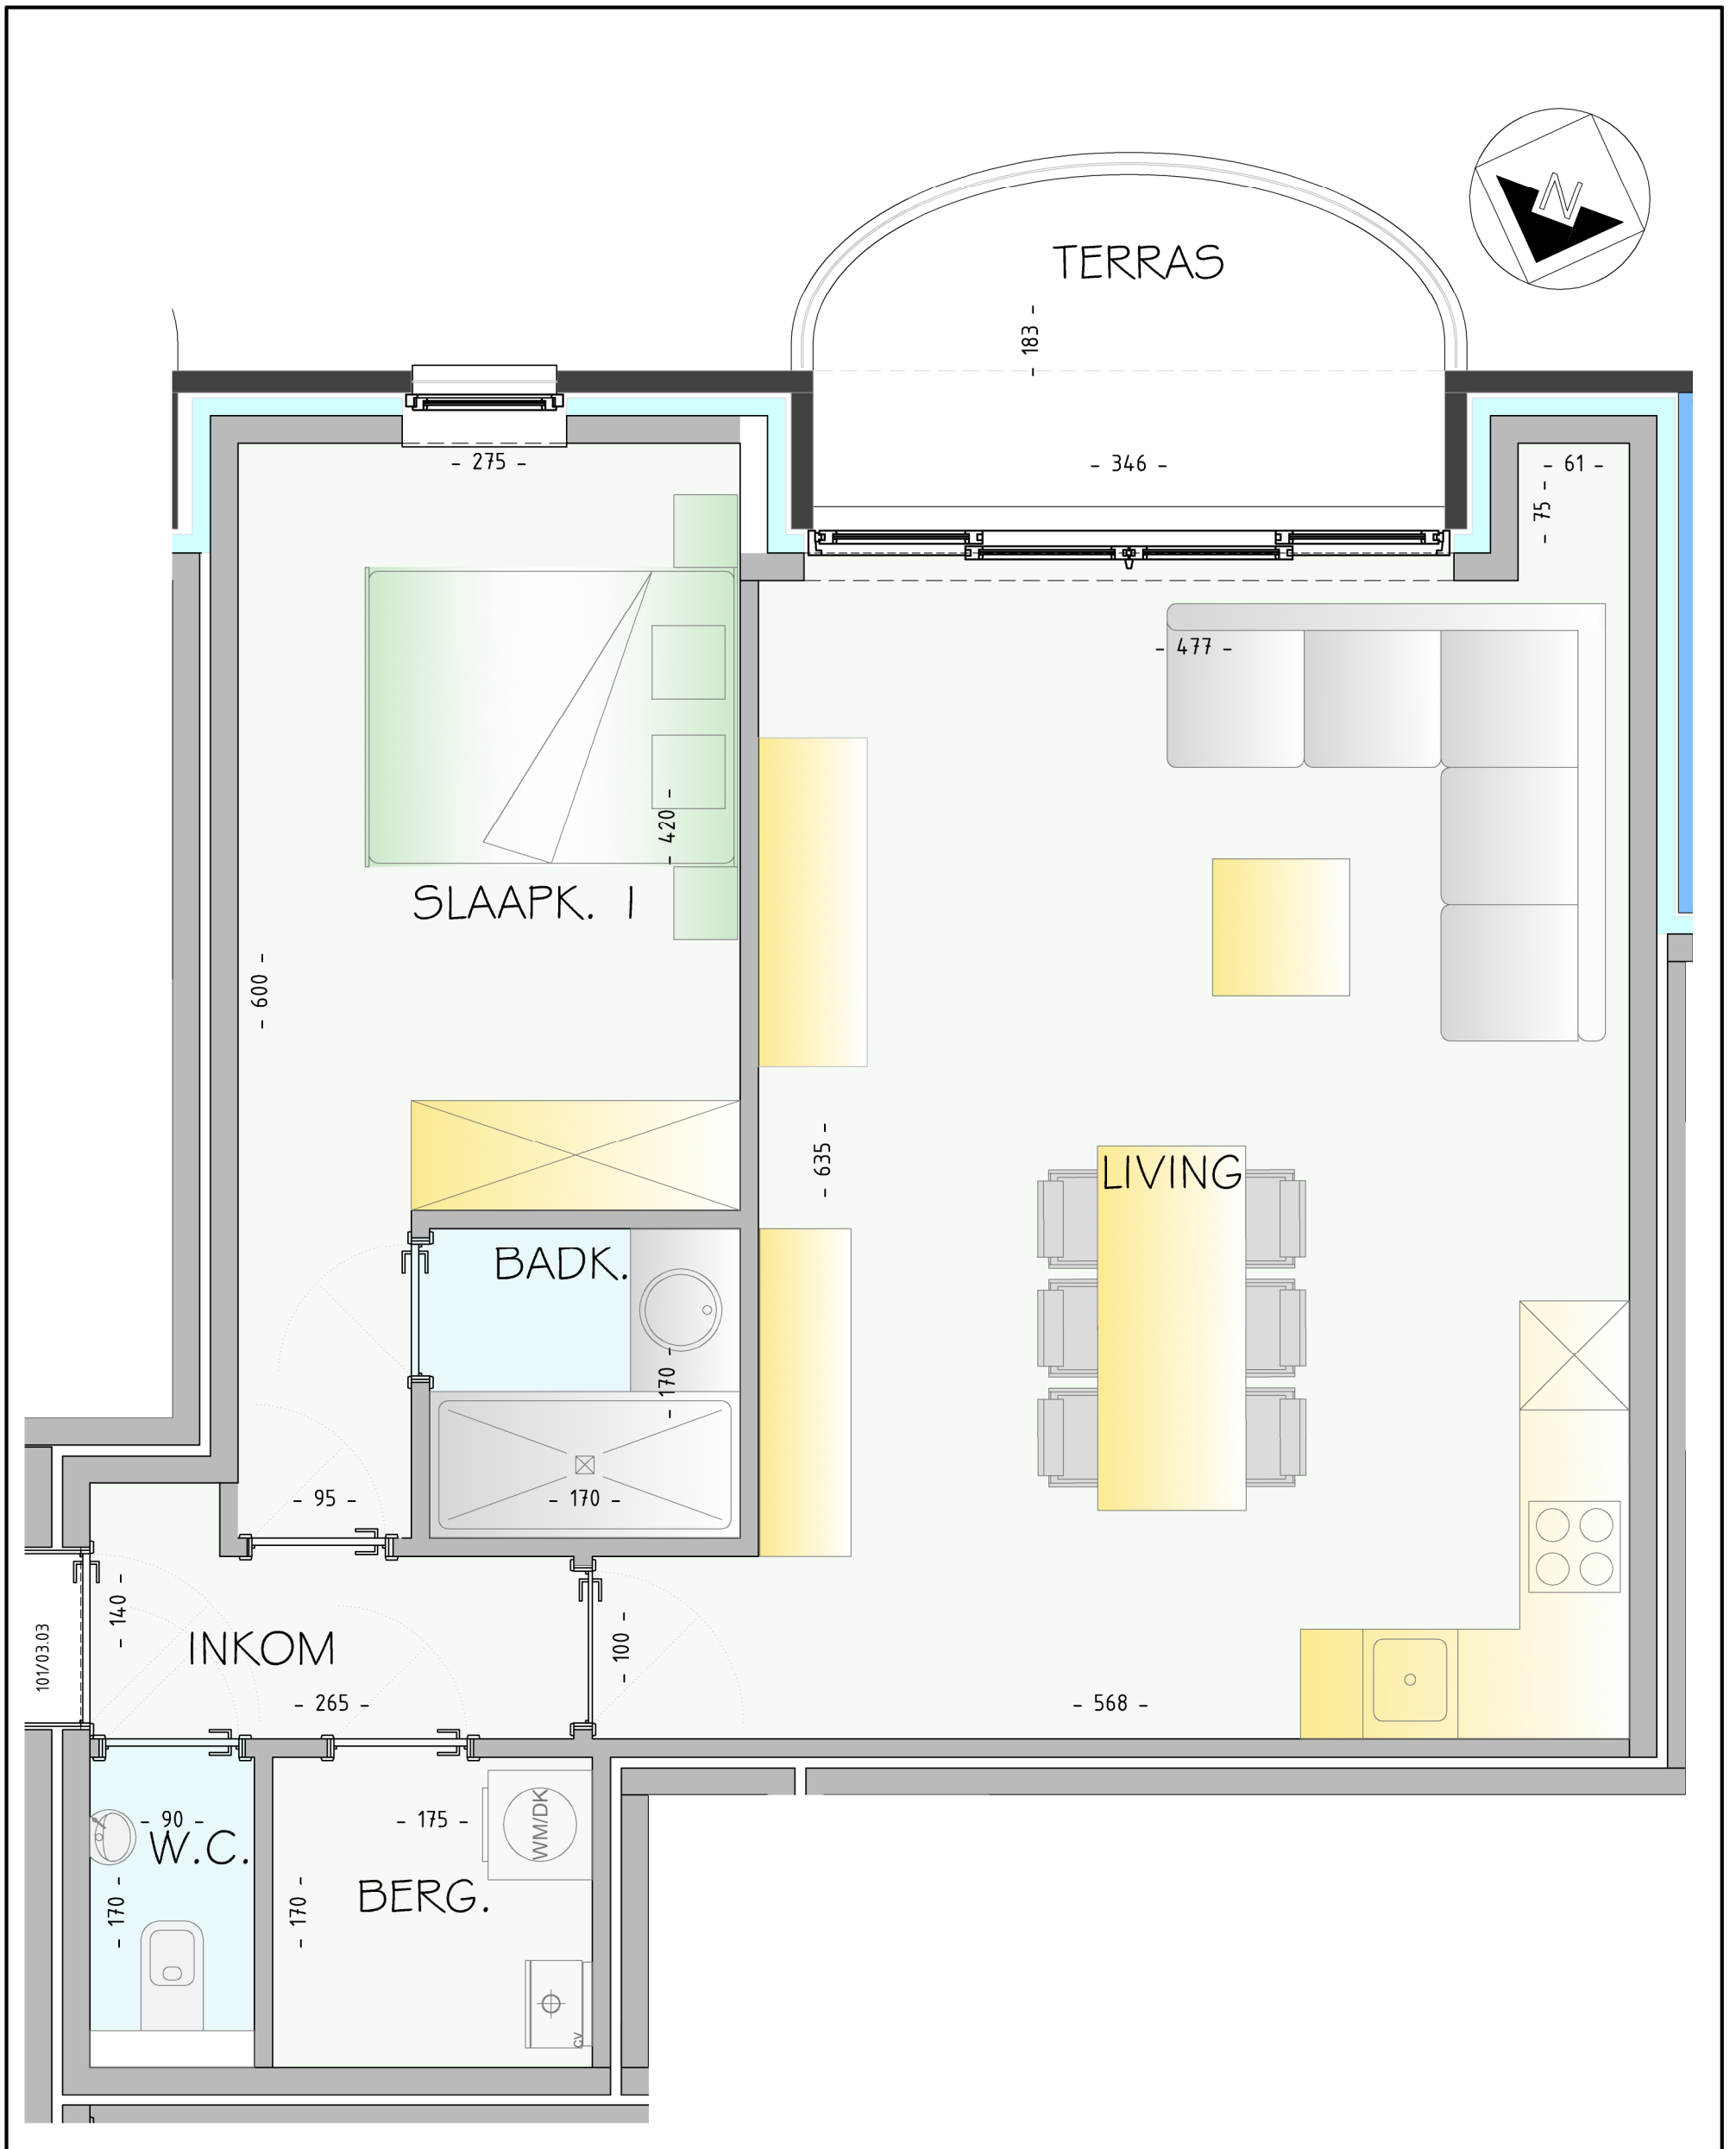 N
TERRAS
- 183 -
- 275 -
- 346 -
- 61 -
- 75 -
- 477 -
- 420 -
SLAAPK. 1
- 600 -
- 635 -
LIVING
BADK.
- 170 -
- 95 -
- 170 -
- 140 -
- 100 -
101/03.03
INKOM
- 265 -
- 568 -
- 90 -
W.C.
- 175 -
WM/DK
- 170 -
- 170 -
BERG.
CV